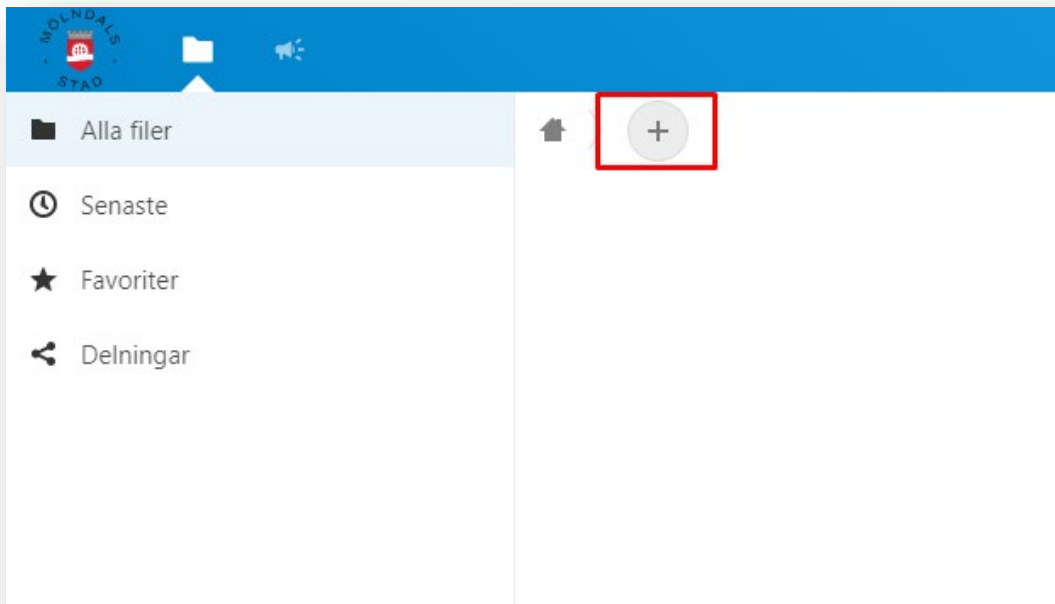 MÖLNDALS
STAD
Alla filer
Senaste
Favoriter
Delningar